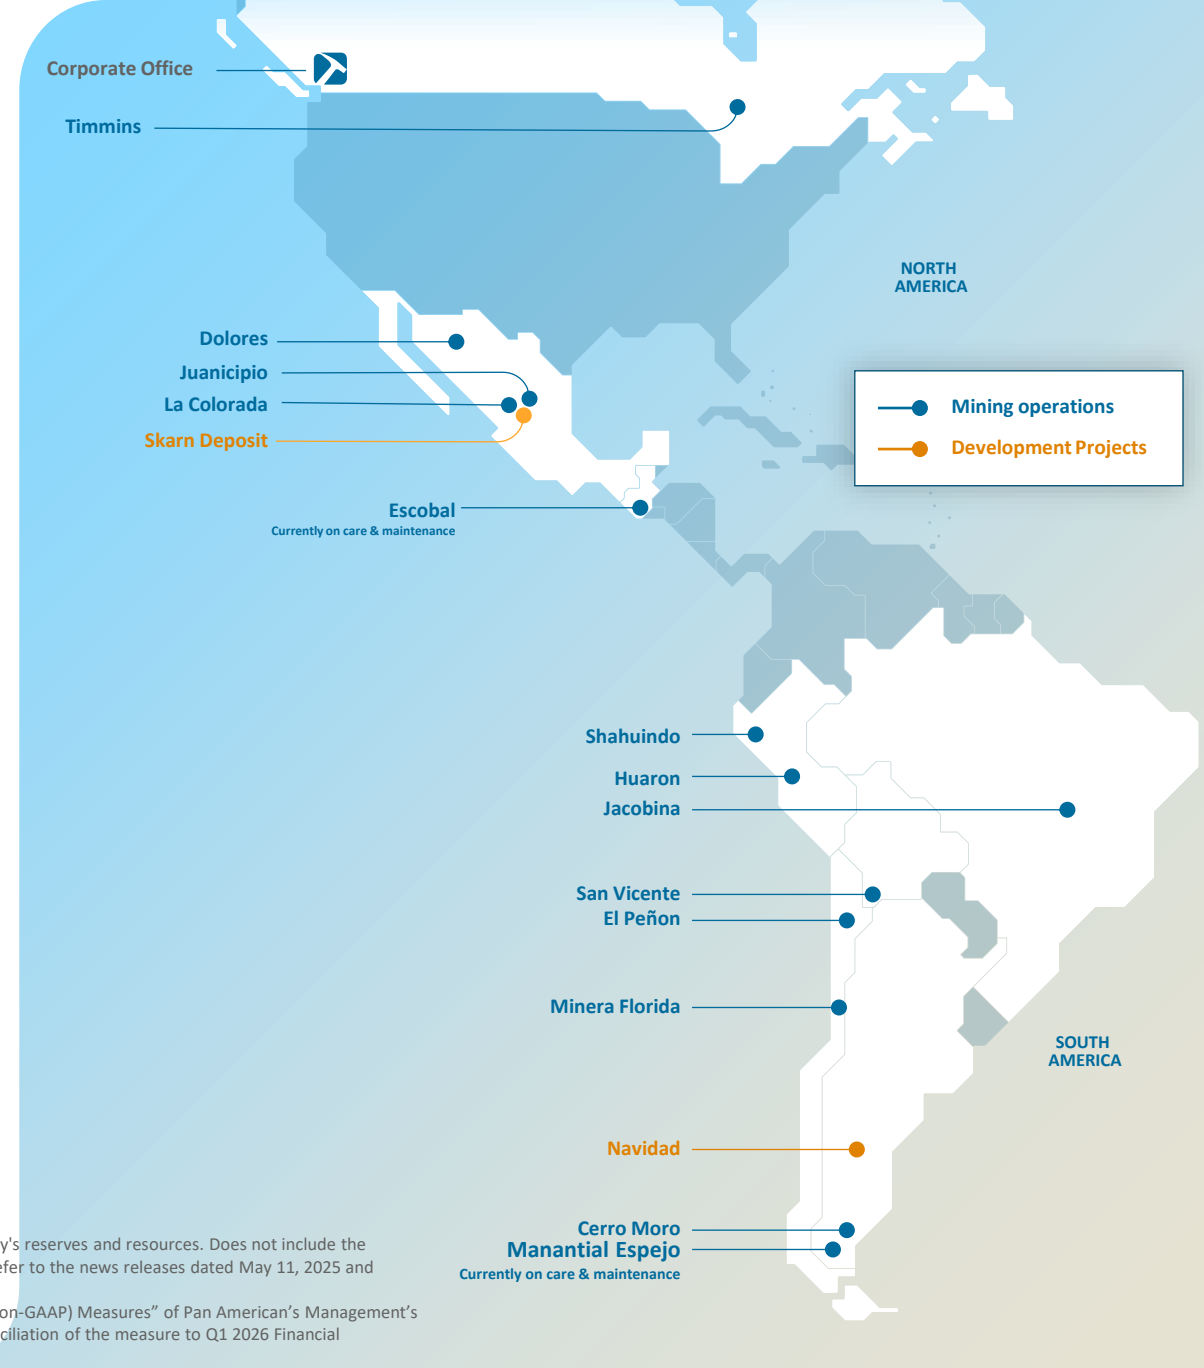 Corporate Office
Timmins
NORTH
AMERICA
Dolores
Juanicipio
La Colorada
Skarn Deposit
Mining operations
Development Projects
Escobal
Currently on care & maintenance
Shahuindo
Huaron
Jacobina
San Vicente
El Peñon
Minera Florida
SOUTH
AMERICA
Navidad
Cerro Moro
Manantial Espejo
Currently on care & maintenance
y's reserves and resources. Does not include the
efer to the news releases dated May 11, 2025 and
on-GAAP) Measures” of Pan American’s Management’s
ciliation of the measure to Q1 2026 Financial